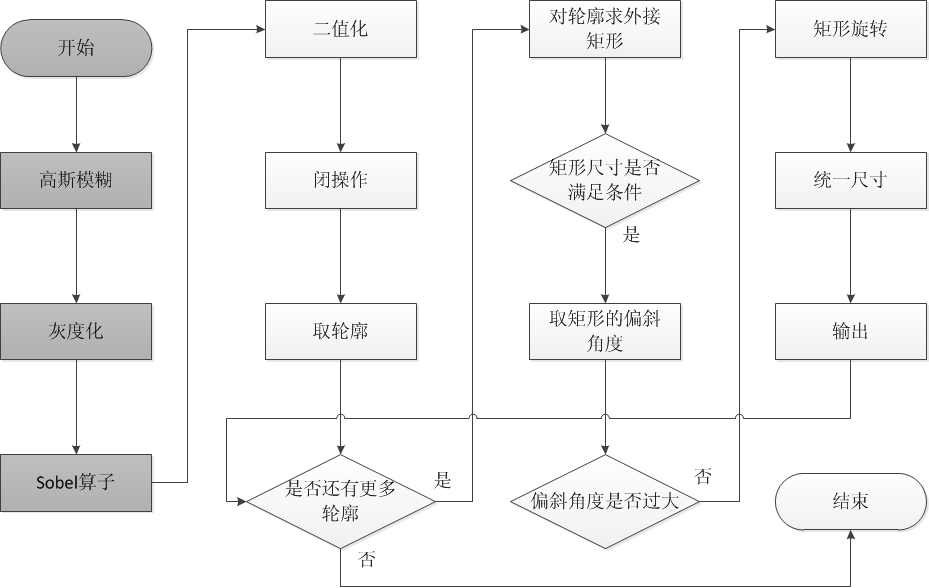 开始
高斯模糊
灰度化
Sobel算子
二值化
闭操作
取轮廓
是否还有更多
轮廓
是
否
对轮廓求外接
矩形
矩形尺寸是否
满足条件
是
取矩形的偏斜
角度
偏斜角度是否过大
否
矩形旋转
统一尺寸
输出
结束